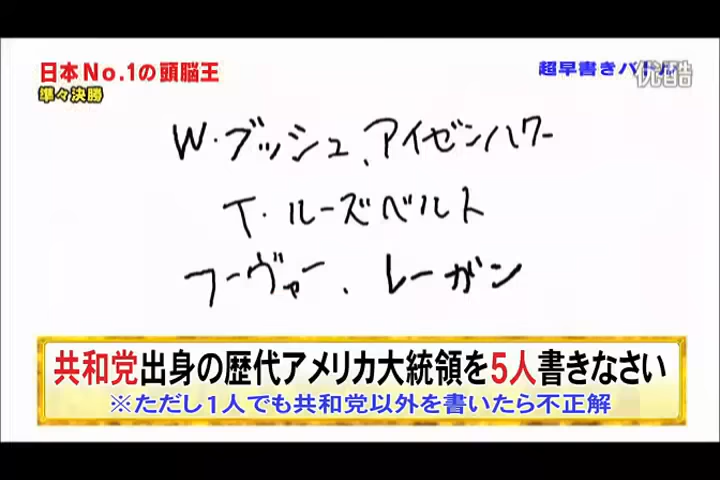 日本No.1の頭脳王
準々決勝
超早書きバトル
优酷
W.ブッシュ、アイゼンハワー
T.ルーズベルト
フーヴァー、レーガン
共和党出身の歴代アメリカ大統領を5人書きなさい
※ただし1人でも共和党以外を書いたら不正解